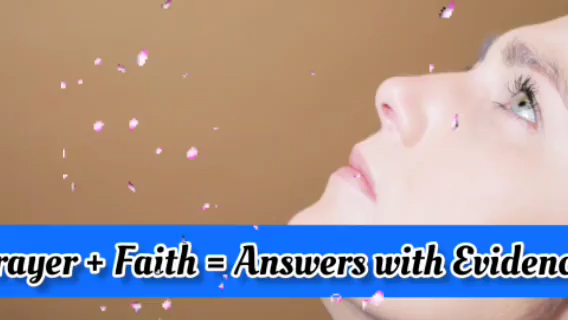 rayer + Faith = Answers with Evidenc